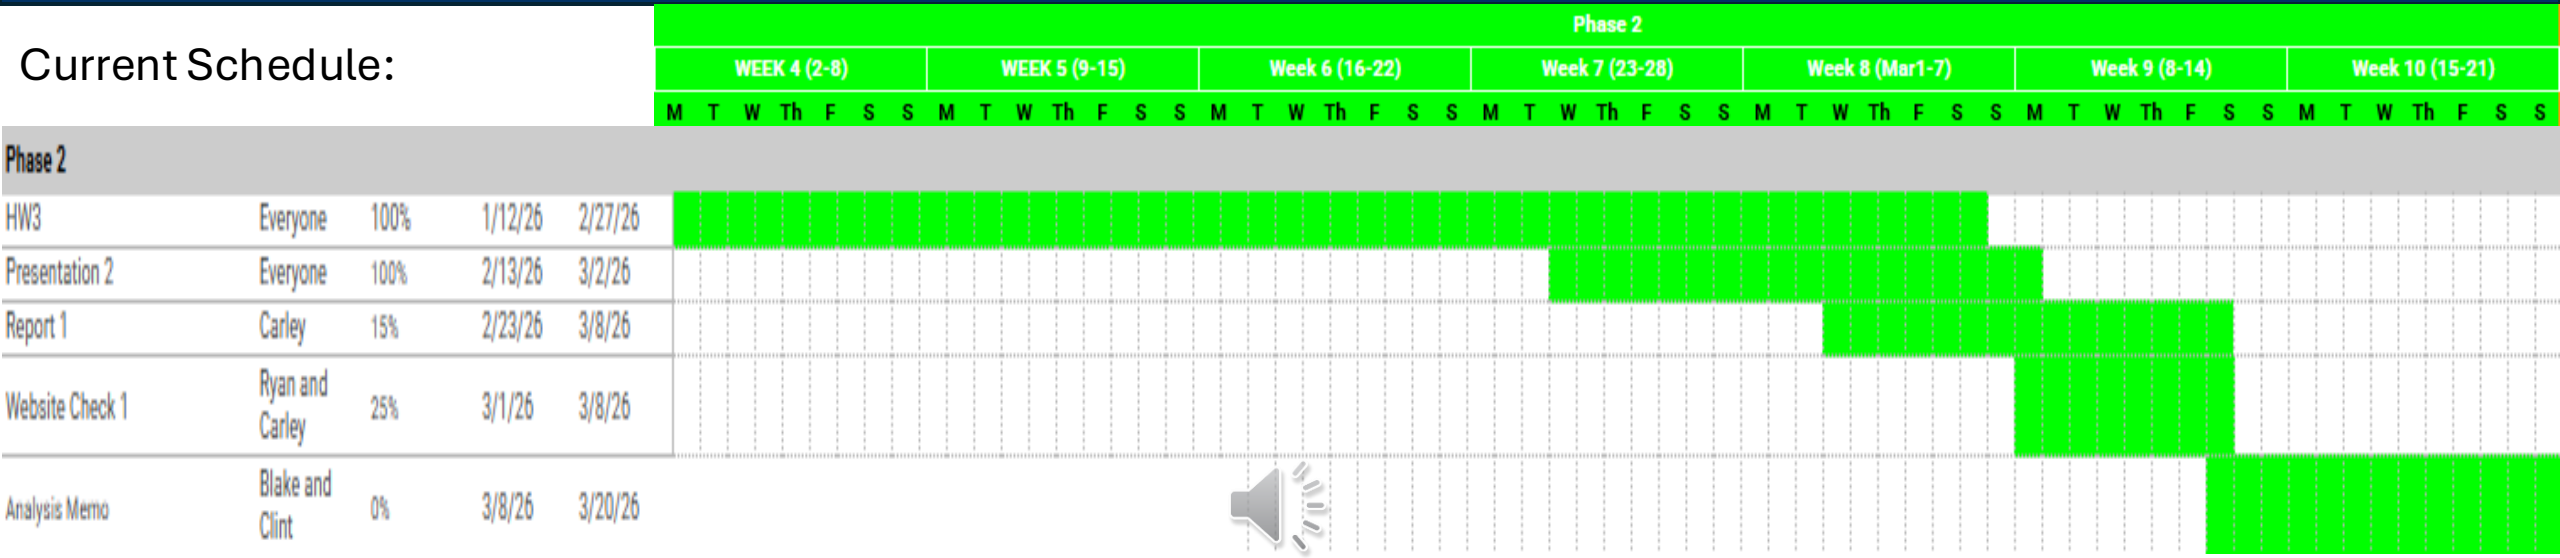 Current Schedule:
Phase 2
WEEK 4 (2-8) WEEK 5 (9-15) Week 6 (16-22) Week 7 (23-28) Week 8 (Mar1-7) Week 9 (8-14) Week 10 (15-21)
M T W Th F S S M T W Th F S S M T W Th F S S M T W Th F S S M T W Th F S S M T W Th F S S M T W Th F S S
Phase 2
HW3 Everyone 100% 1/12/26 2/27/26
Presentation 2 Everyone 100% 2/13/26 3/2/26
Report 1 Carley 15% 2/23/26 3/8/26
Website Check 1 Ryan and Carley 25% 3/1/26 3/8/26
Analysis Memo Blake and Clint 0% 3/8/26 3/20/26